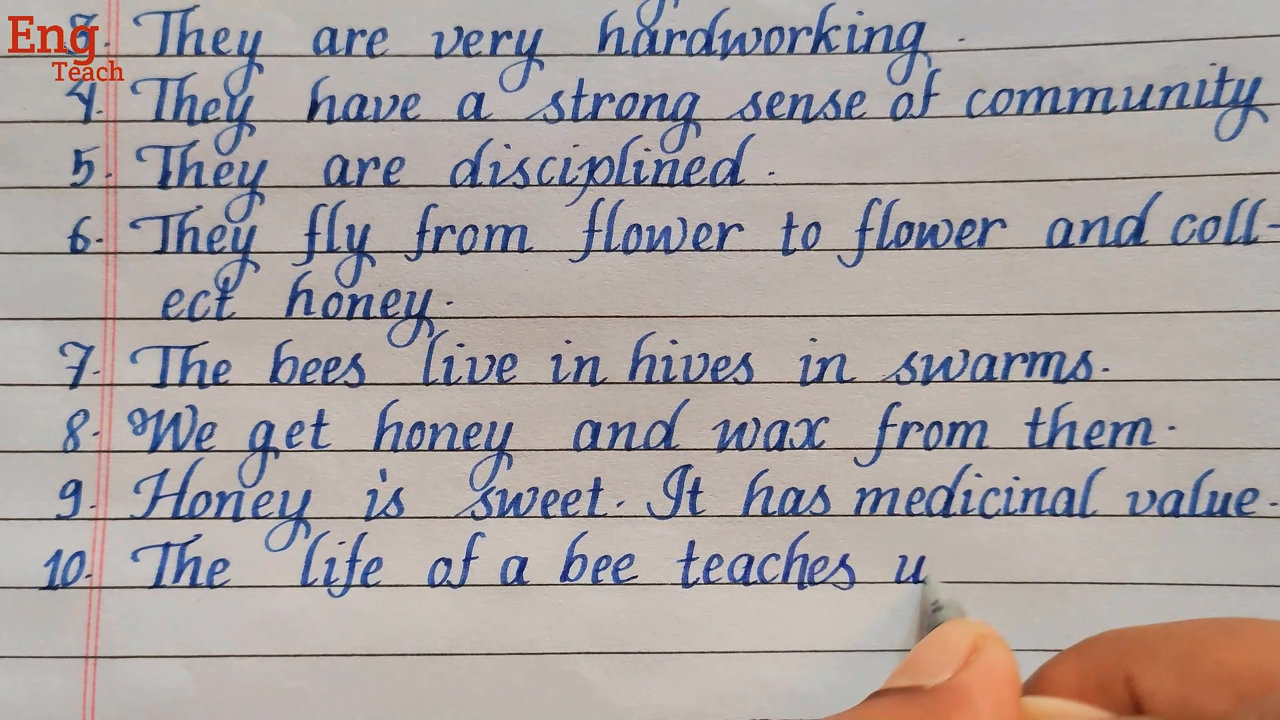 Eng
Teach
3. They are very hardworking.
4. They have a strong sense of community
5. They are disciplined.
6. They fly from flower to flower and coll-
ect honey.
7. The bees live in hives in swarms.
8. We get honey and wax from them.
9. Honey is sweet. It has medicinal value.
10. The life of a bee teaches u